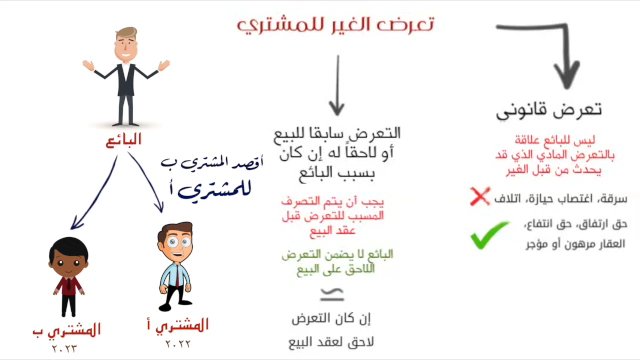 تعرض الغير للمشتري
تعرض قانوني
ليس للبائع علاقة
بالتعرض المادي الذي قد
يحدث من قبل الغير
سرقة، اغتصاب حيازة، اتلاف
حق ارتفاق، حق انتفاع،
العقار مرهون أو مؤجر
التعرض سابقا للبيع
أو لاحقاً له إن كان
بسبب البائع
يجب أن يتم التصرف
المسبب للتعرض قبل
عقد البيع
البائع لا يضمن التعرض
اللاحق على البيع
إن كان التعرض
لاحق لعقد البيع
البائع
أقصد المشتري ب
للمشتري أ
المشتري أ
٢٠٢٢
المشتري ب
٢٠٢٣